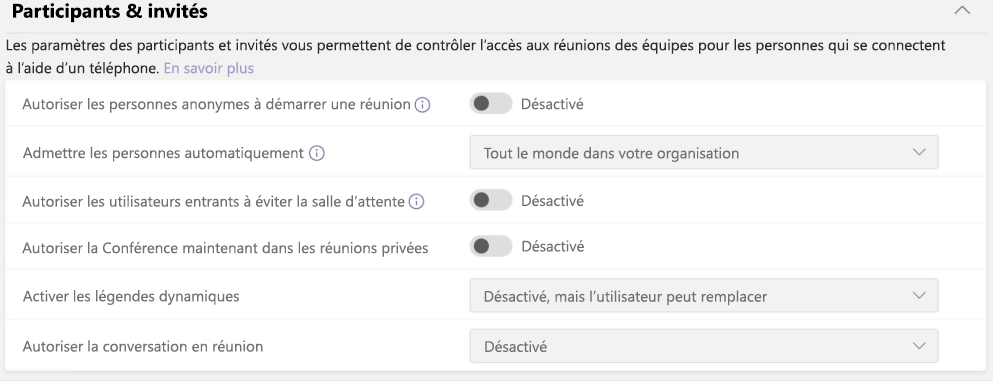 Participants & invités
Les paramètres des participants et invités vous permettent de contrôler l'accès aux réunions des équipes pour les personnes qui se connectent
à l'aide d'un téléphone. En savoir plus
Autoriser les personnes anonymes à démarrer une réunion Désactivé
Admettre les personnes automatiquement Tout le monde dans votre organisation
Autoriser les utilisateurs entrants à éviter la salle d'attente Désactivé
Autoriser la Conférence maintenant dans les réunions privées Désactivé
Activer les légendes dynamiques Désactivé, mais l'utilisateur peut remplacer
Autoriser la conversation en réunion Désactivé